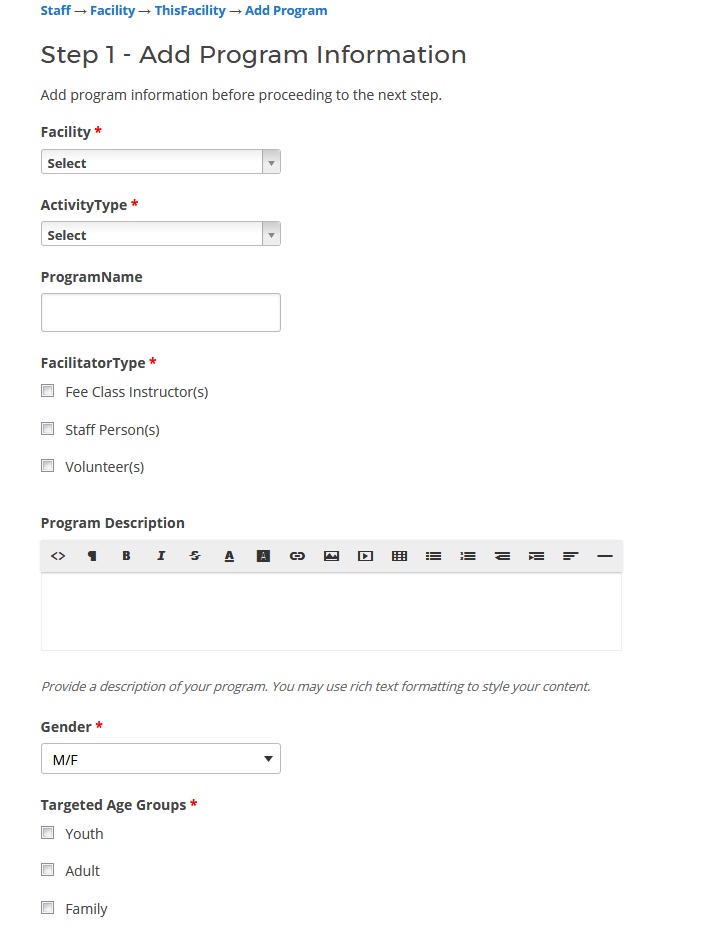 Staff → Facility → ThisFacility → Add Program
Step 1 - Add Program Information
Add program information before proceeding to the next step.
Facility *
Select
ActivityType *
Select
ProgramName
FacilitatorType *
Fee Class Instructor(s)
Staff Person(s)
Volunteer(s)
Program Description
<> ¶ B I S A A
Provide a description of your program. You may use rich text formatting to style your content.
Gender *
M/F
Targeted Age Groups *
Youth
Adult
Family